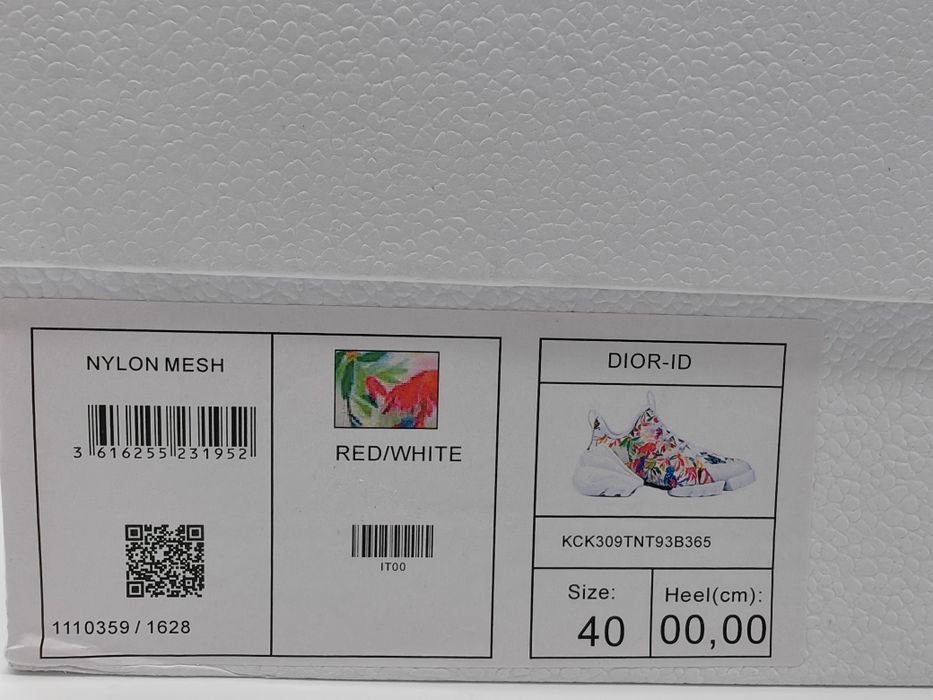 NYLON MESH
3 616255 231952
1110359 / 1628
RED/WHITE
IT00
DIOR-ID
KCK309TNT93B365
Size:
40
Heel(cm):
00,00